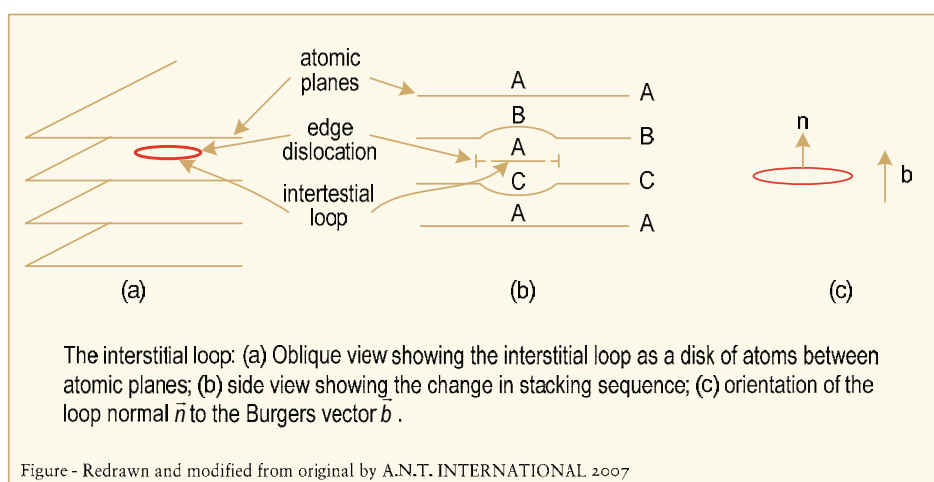 atomic
planes
edge
dislocation
intertestial
loop
(a)
A
A
B
B
A
C
C
A
A
(b)
n
b
(c)
The interstitial loop: (a) Oblique view showing the interstitial loop as a disk of atoms between
atomic planes; (b) side view showing the change in stacking sequence; (c) orientation of the
loop normal n⃗ to the Burgers vector b⃗ .
Figure - Redrawn and modified from original by A.N.T. INTERNATIONAL 2007